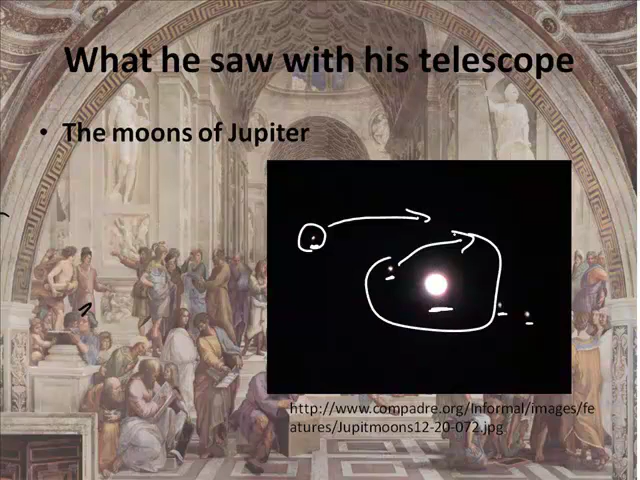 What he saw with his telescope
• The moons of Jupiter
http://www.compadre.org/Informal/images/fe
atures/Jupitmoons12-20-072.jpg